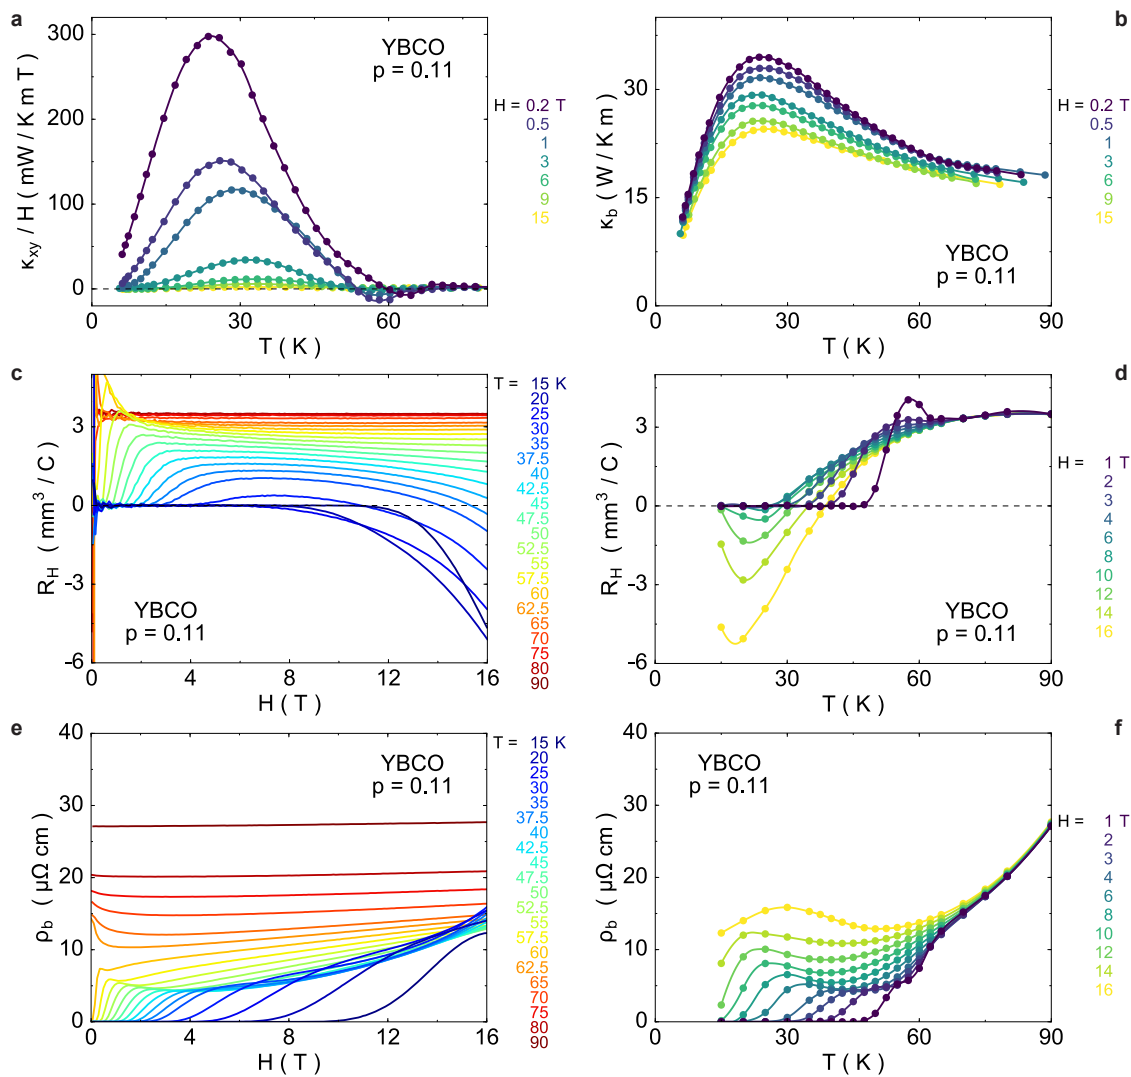 a
κxy / H ( mW / K m T )
300
200
100
0
YBCO
p = 0.11
0 30 60
T ( K )
H = 0.2 T
0.5
1
3
6
9
15
b
κb ( W / K m )
30
15
0
YBCO
p = 0.11
0 30 60 90
T ( K )
H = 0.2 T
0.5
1
3
6
9
15
c
RH ( mm³ / C )
3
0
−3
−6
YBCO
p = 0.11
0 4 8 12 16
H ( T )
T = 15 K
20
25
30
35
37.5
40
42.5
45
47.5
50
52.5
55
57.5
60
62.5
65
70
75
80
90
d
RH ( mm³ / C )
3
0
−3
−6
YBCO
p = 0.11
0 30 60 90
T ( K )
H = 1 T
2
3
4
6
8
10
12
14
16
e
ρb ( μΩ cm )
40
30
20
10
0
YBCO
p = 0.11
0 4 8 12 16
H ( T )
T = 15 K
20
25
30
35
37.5
40
42.5
45
47.5
50
52.5
55
57.5
60
62.5
65
70
75
80
90
f
ρb ( μΩ cm )
40
30
20
10
0
YBCO
p = 0.11
0 30 60 90
T ( K )
H = 1 T
2
3
4
6
8
10
12
14
16